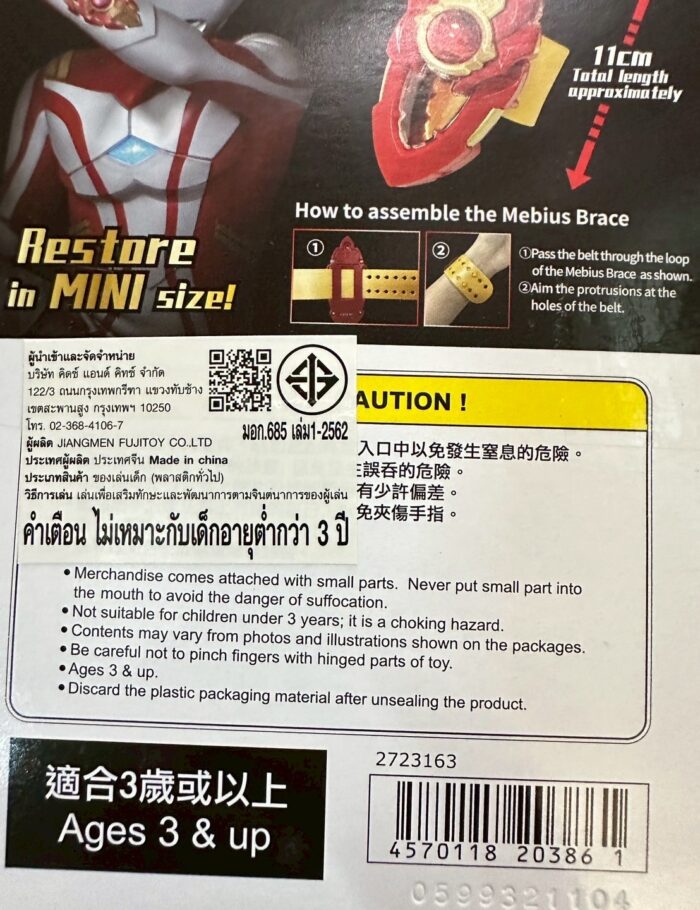 11cm
Total length
approximately
How to assemble the Mebius Brace
① ②
①Pass the belt through the loop
of the Mebius Brace as shown.
②Aim the protrusions at the
holes of the belt.
Restore
in MINI size!
ผู้นำเข้าและจัดจำหน่าย
บริษัท คิดซ์ แอนด์ คิทซ์ จำกัด
122/3 ถนนกรุงเทพกรีฑา แขวงทับช้าง
เขตสะพานสูง กรุงเทพฯ 10250
โทร. 02-368-4106-7
มอก.685 เล่ม1-2562
ผู้ผลิต JIANGMEN FUJITOY CO.,LTD
ประเทศผู้ผลิต ประเทศจีน Made in china
ประเภทสินค้า ของเล่นเด็ก (พลาสติกทั่วไป)
วิธีการเล่น เล่นเพื่อเสริมทักษะและพัฒนาการตามจินตนาการของผู้เล่น
คำเตือน ไม่เหมาะกับเด็กอายุต่ำกว่า 3 ปี
AUTION !
入口中以免發生窒息的危險。
誤吞的危險。
有少許偏差。
免夾傷手指。
• Merchandise comes attached with small parts. Never put small part into
the mouth to avoid the danger of suffocation.
• Not suitable for children under 3 years; it is a choking hazard.
• Contents may vary from photos and illustrations shown on the packages.
• Be careful not to pinch fingers with hinged parts of toy.
• Ages 3 & up.
• Discard the plastic packaging material after unsealing the product.
適合3歲或以上
Ages 3 & up
2723163
4570118 203861
0599321104